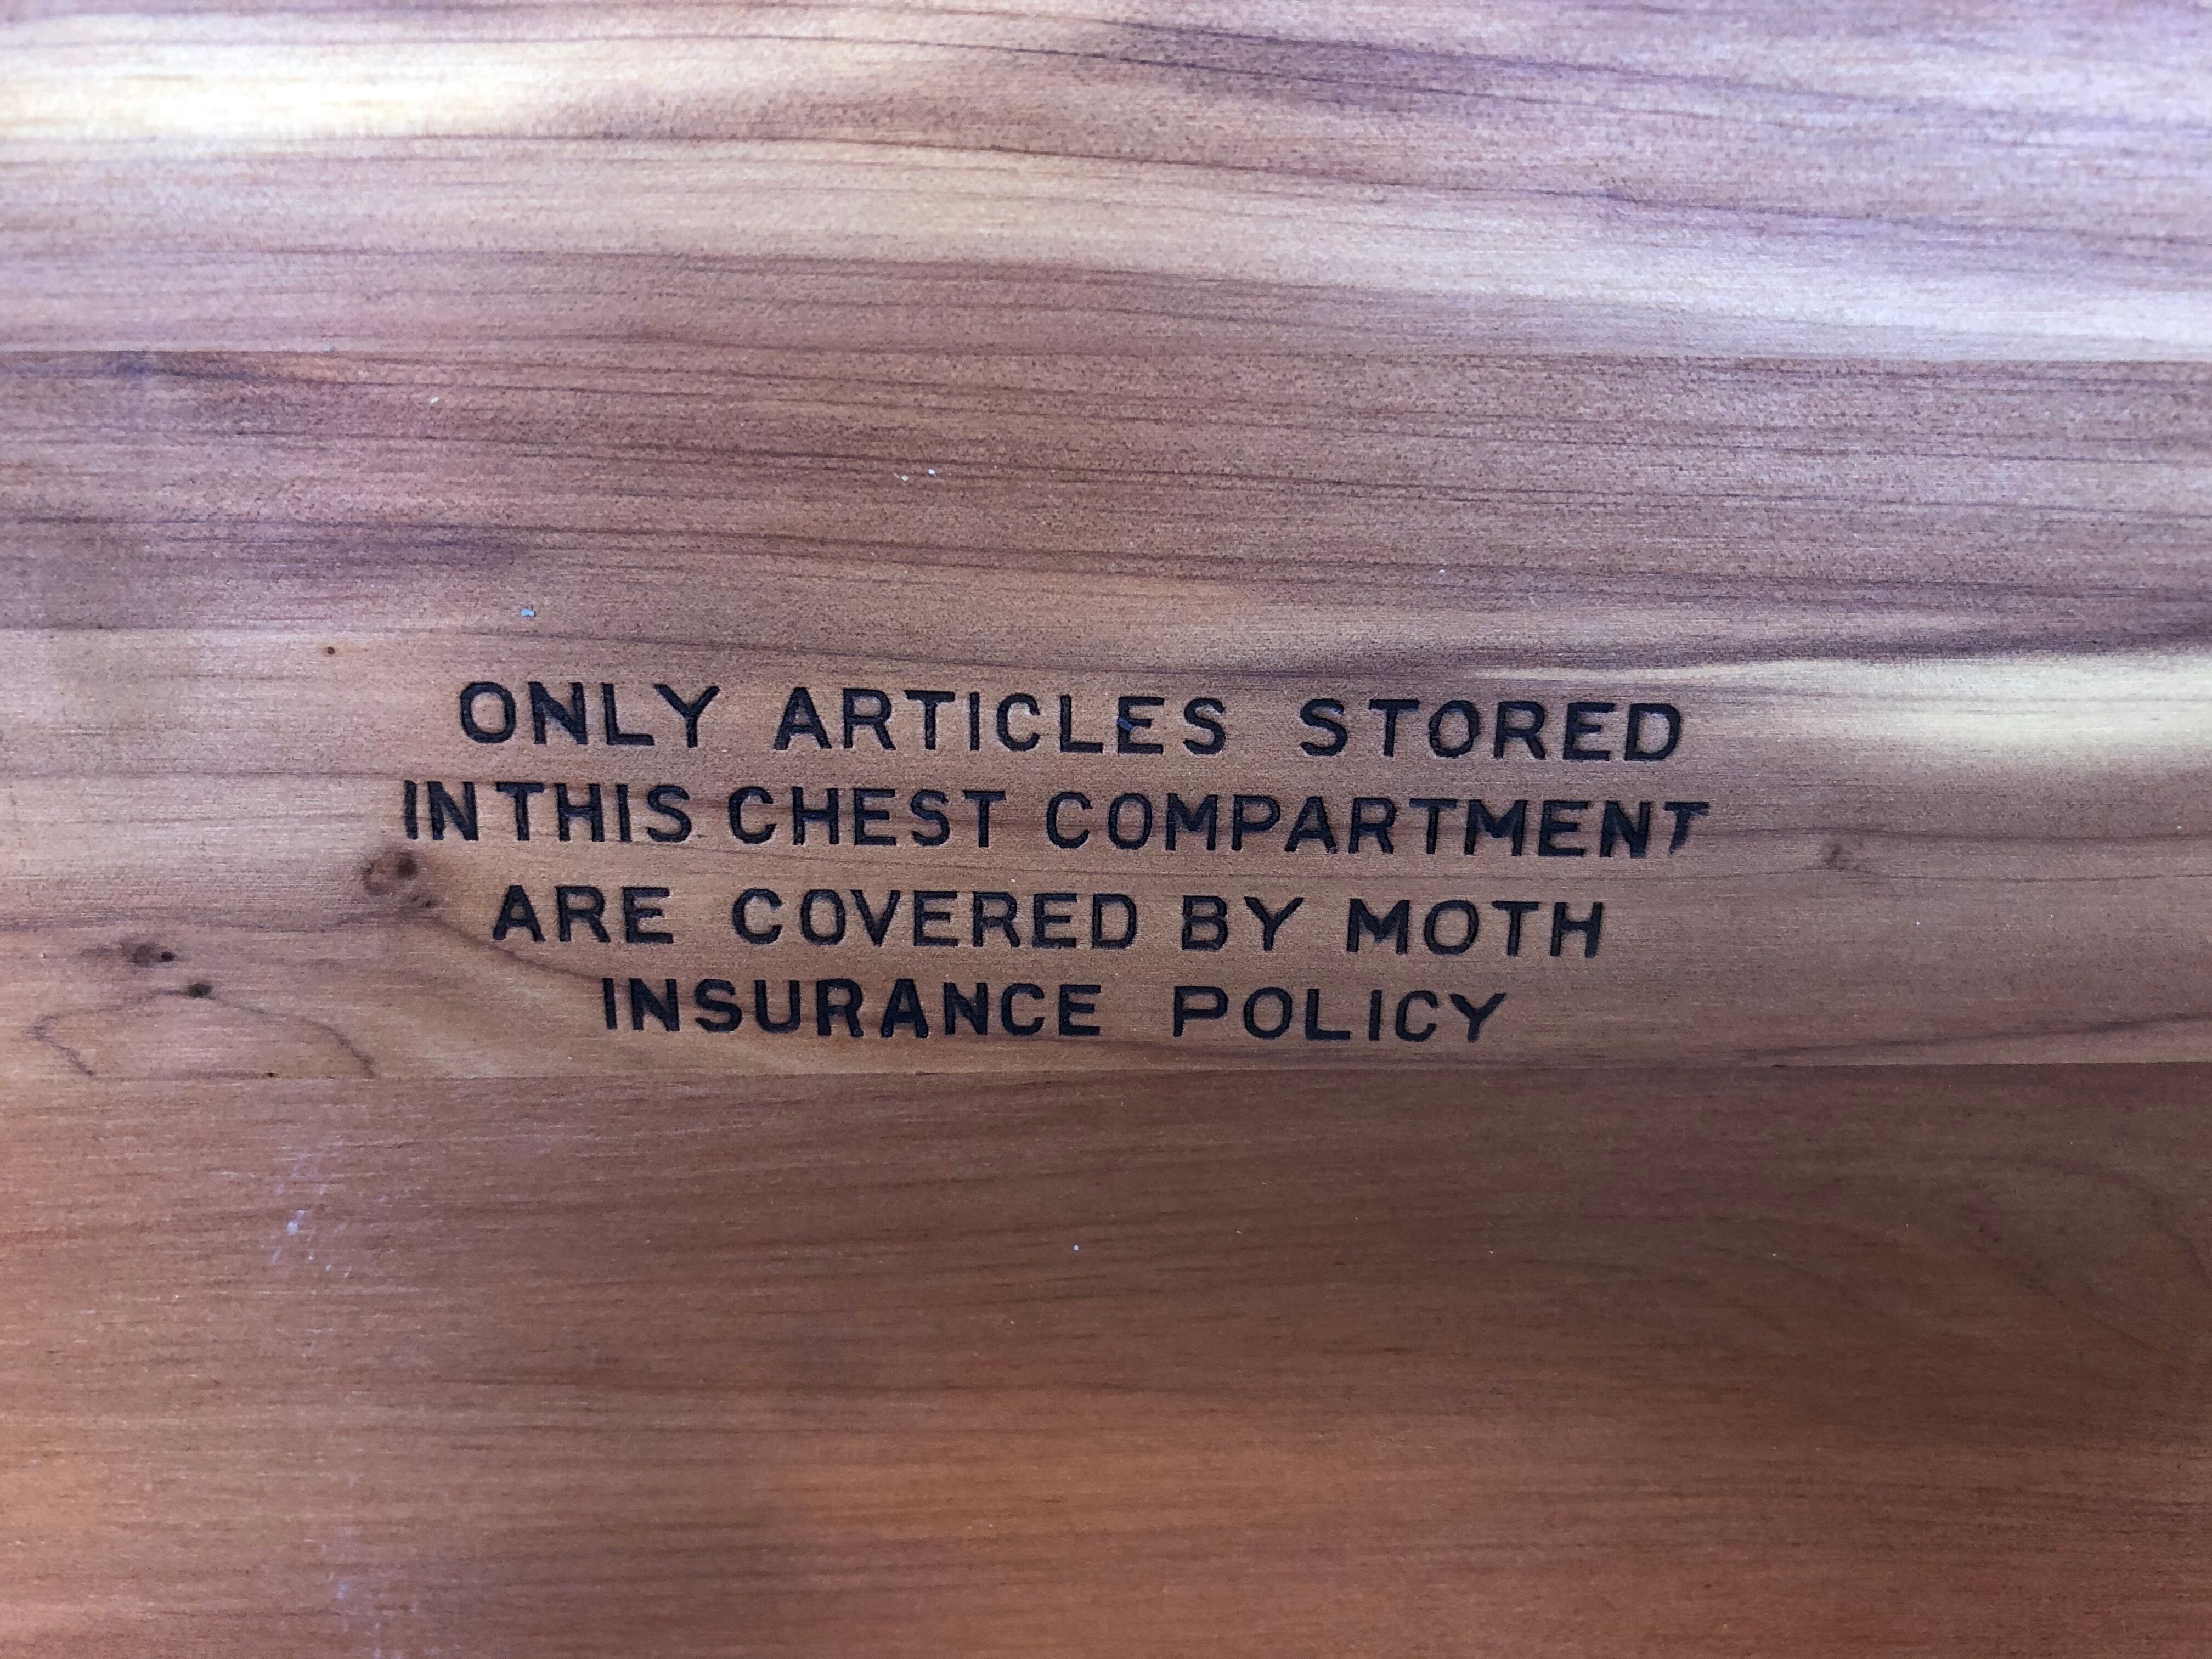 ONLY ARTICLES STORED
IN THIS CHEST COMPARTMENT
ARE COVERED BY MOTH
INSURANCE POLICY